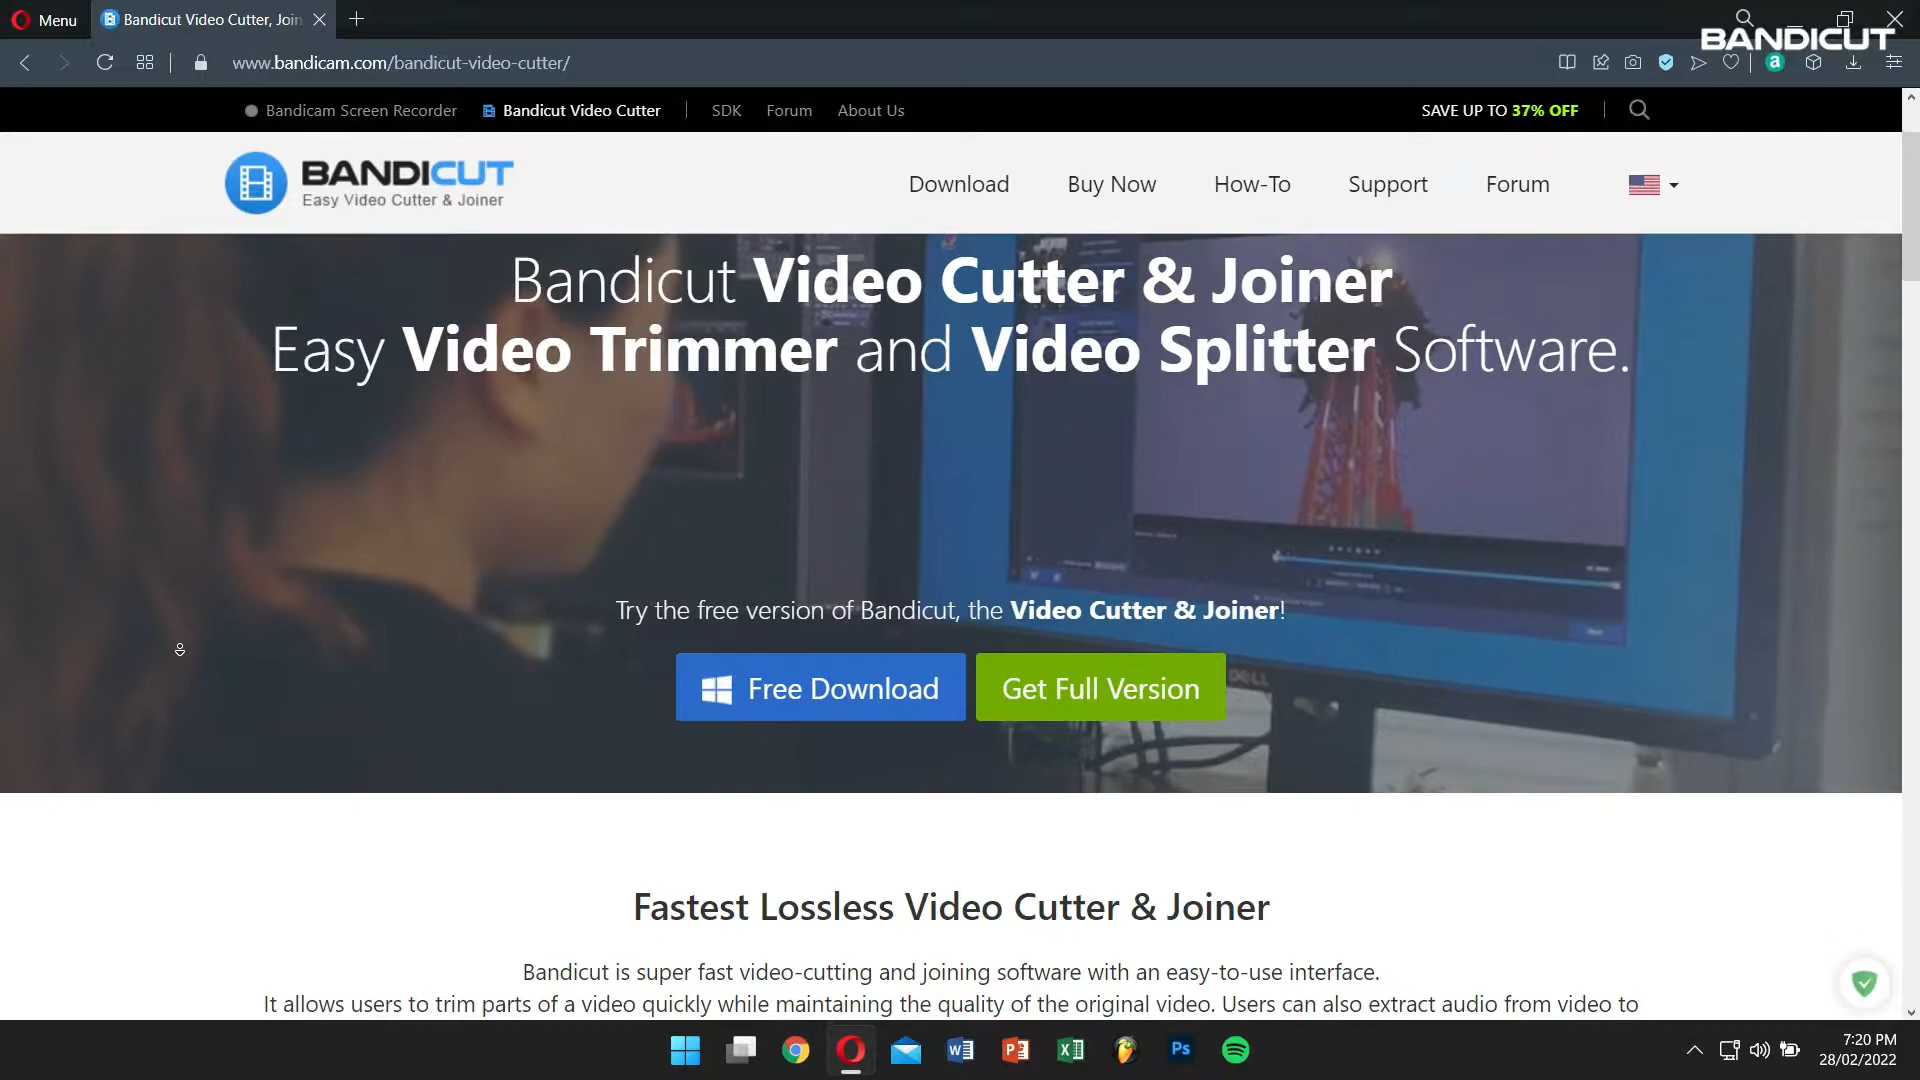 Menu
Bandicut Video Cutter, Join
BANDICUT
www.bandicam.com/bandicut-video-cutter/
Bandicam Screen Recorder
Bandicut Video Cutter
SDK
Forum
About Us
SAVE UP TO 37% OFF
BANDICUT
Easy Video Cutter & Joiner
Download
Buy Now
How-To
Support
Forum
Bandicut Video Cutter & Joiner
Easy Video Trimmer and Video Splitter Software.
Try the free version of Bandicut, the Video Cutter & Joiner!
Free Download
Get Full Version
DELL
Fastest Lossless Video Cutter & Joiner
Bandicut is super fast video-cutting and joining software with an easy-to-use interface.
It allows users to trim parts of a video quickly while maintaining the quality of the original video. Users can also extract audio from video to
Ps
7:20 PM
28/02/2022